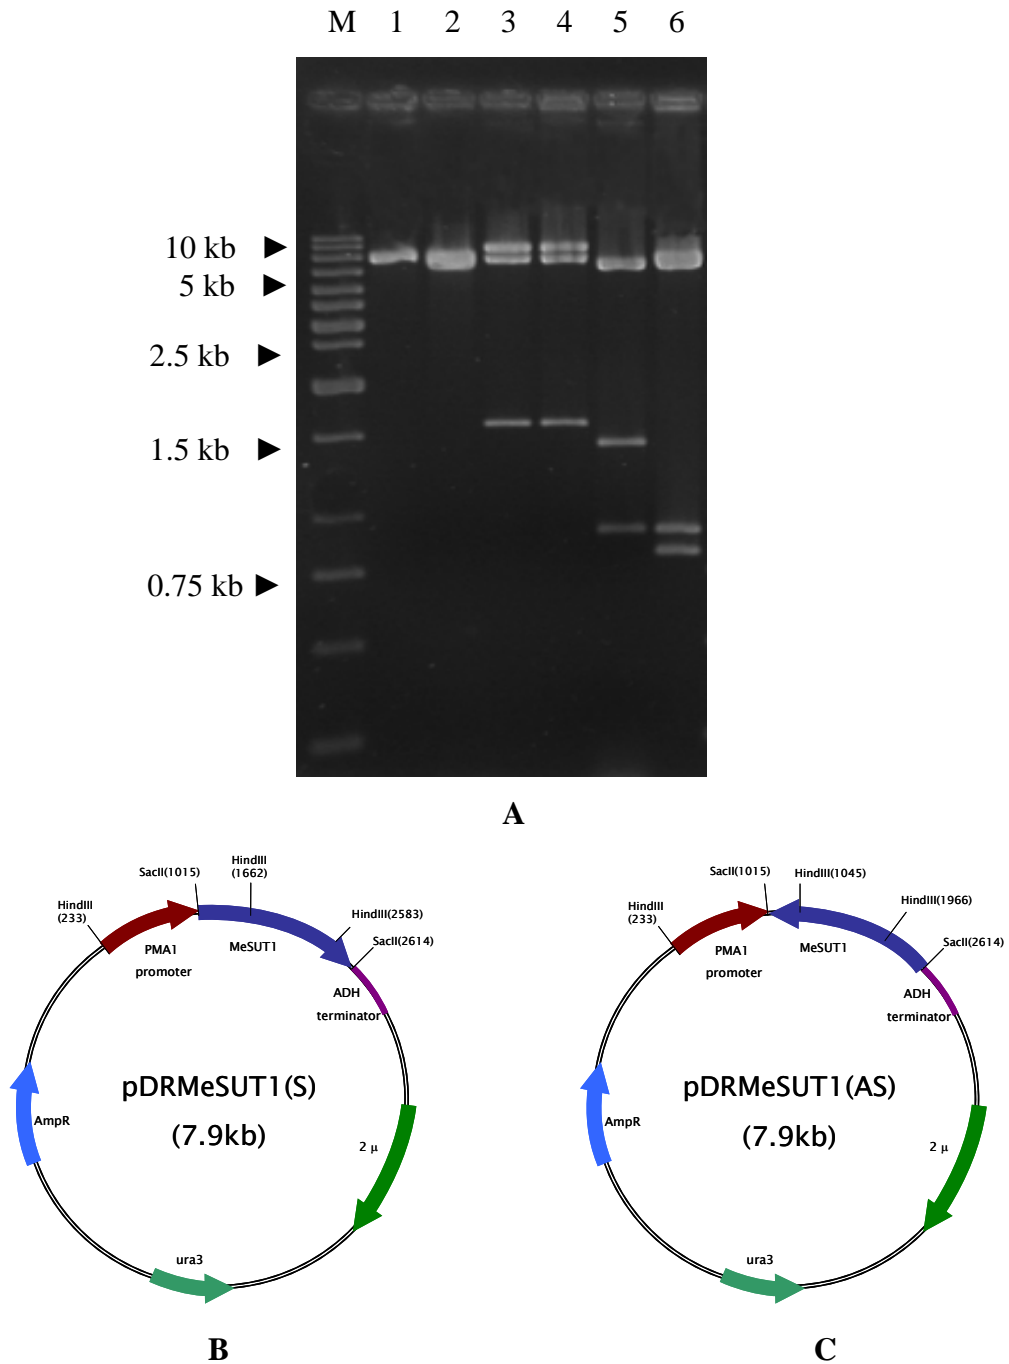 M 1 2 3 4 5 6
10 kb
5 kb
2.5 kb
1.5 kb
0.75 kb
A
HindIII
(233)
SacII(1015)
HindIII
(1662)
HindIII(2583)
SacII(2614)
PMA1
promoter
MeSUT1
ADH
terminator
pDRMeSUT1(S)
(7.9kb)
AmpR
2 μ
ura3
B
HindIII
(233)
SacII(1015)
HindIII(1045)
HindIII(1966)
SacII(2614)
PMA1
promoter
MeSUT1
ADH
terminator
pDRMeSUT1(AS)
(7.9kb)
AmpR
2 μ
ura3
C